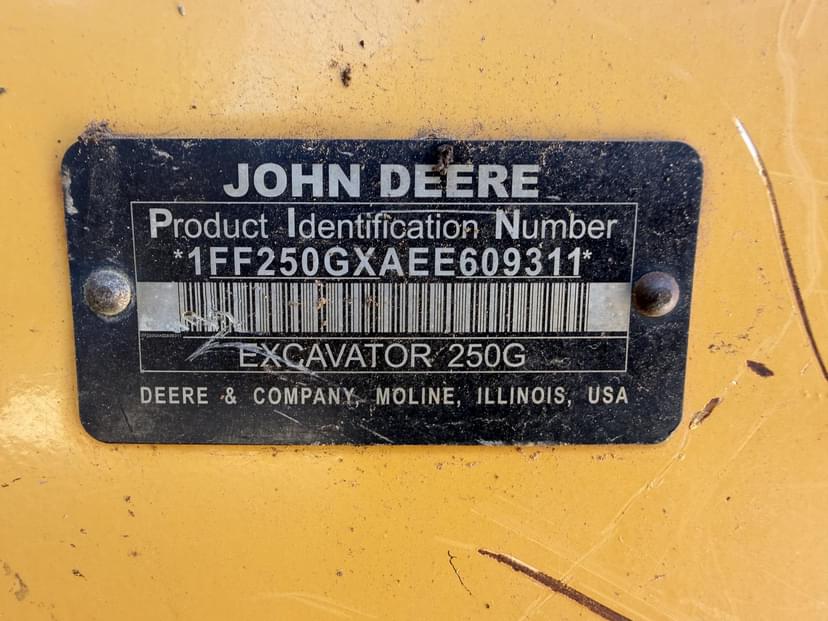 JOHN DEERE
Product Identification Number
*1FF250GXAEE609311*
EXCAVATOR 250G
DEERE & COMPANY, MOLINE, ILLINOIS, USA